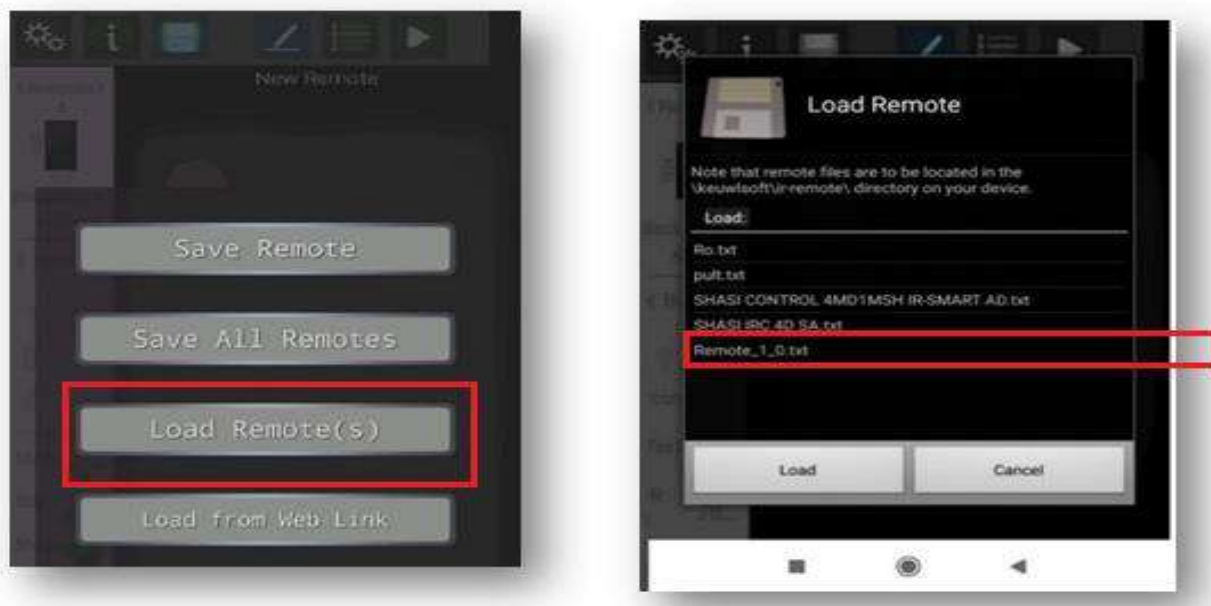 New Remote
Save Remote
Save All Remotes
Load Remote(s)
Load from Web Link
Load Remote
Note that remote files are to be located in the
\keuwlsoft\ir-remote\ directory on your device.
Load:
Ro.txt
pult.txt
SHASI CONTROL 4MD1MSH IR-SMART AD.txt
SHASI IRC 4D SA.txt
Remote_1_0.txt
Load
Cancel